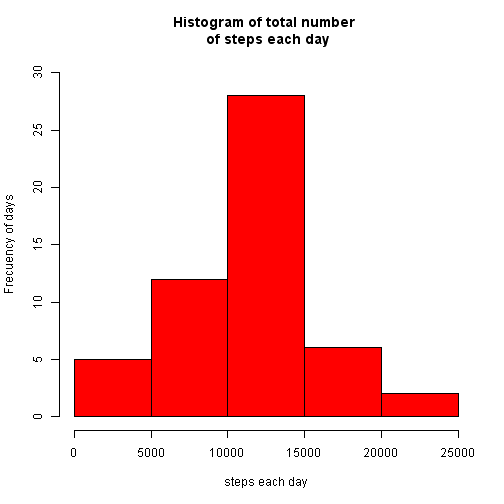 Histogram of total number
of steps each day
30
25
20
15
10
5
0
Frecuency of days
0 5000 10000 15000 20000 25000
steps each day